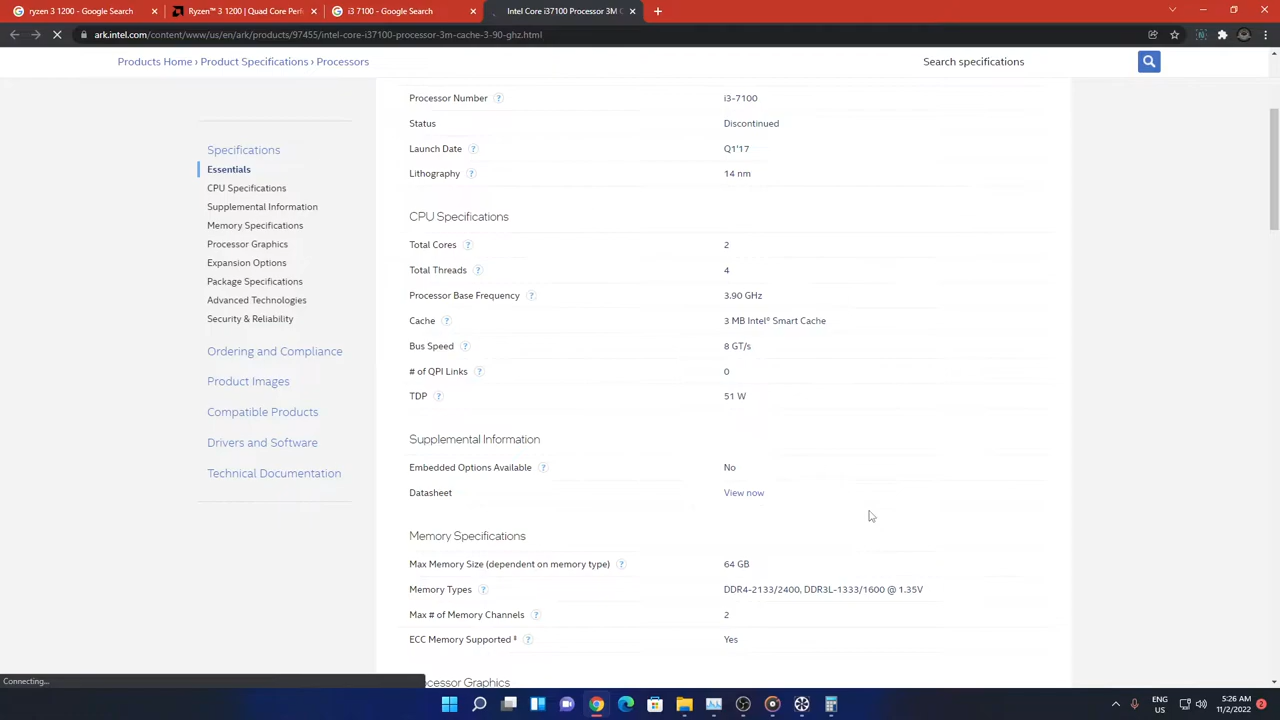 ryzen 3 1200 - Google Search
Ryzen™ 3 1200 | Quad Core Perf
i3 7100 - Google Search
Intel Core i37100 Processor 3M C
ark.intel.com/content/www/us/en/ark/products/97455/intel-core-i37100-processor-3m-cache-3-90-ghz.html
Products Home › Product Specifications › Processors
Search specifications
Processor Number ? i3-7100
Status Discontinued
Launch Date ? Q1'17
Lithography ? 14 nm
CPU Specifications
Total Cores ? 2
Total Threads ? 4
Processor Base Frequency ? 3.90 GHz
Cache ? 3 MB Intel® Smart Cache
Bus Speed ? 8 GT/s
# of QPI Links ? 0
TDP ? 51 W
Supplemental Information
Embedded Options Available ? No
Datasheet View now
Memory Specifications
Max Memory Size (dependent on memory type) ? 64 GB
Memory Types ? DDR4-2133/2400, DDR3L-1333/1600 @ 1.35V
Max # of Memory Channels ? 2
ECC Memory Supported ‡ ? Yes
Processor Graphics
Specifications
Essentials
CPU Specifications
Supplemental Information
Memory Specifications
Processor Graphics
Expansion Options
Package Specifications
Advanced Technologies
Security & Reliability
Ordering and Compliance
Product Images
Compatible Products
Drivers and Software
Technical Documentation
Connecting...
ENG
US
5:26 AM
11/2/2022
2